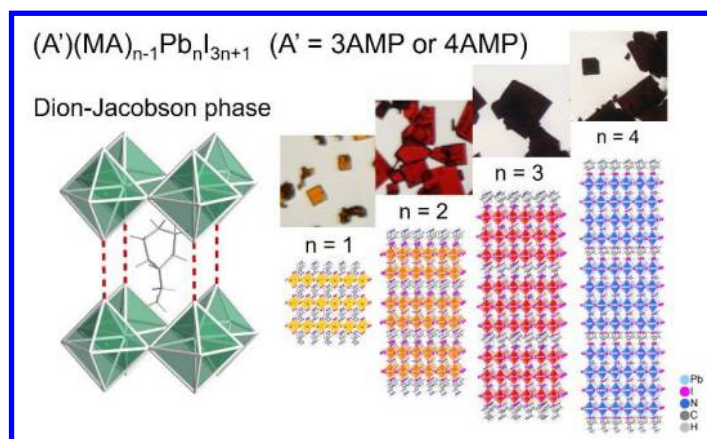 (A')(MA)n-1PbnI3n+1 (A' = 3AMP or 4AMP)
Dion-Jacobson phase
n = 1
n = 2
n = 3
n = 4
Pb
I
N
C
H